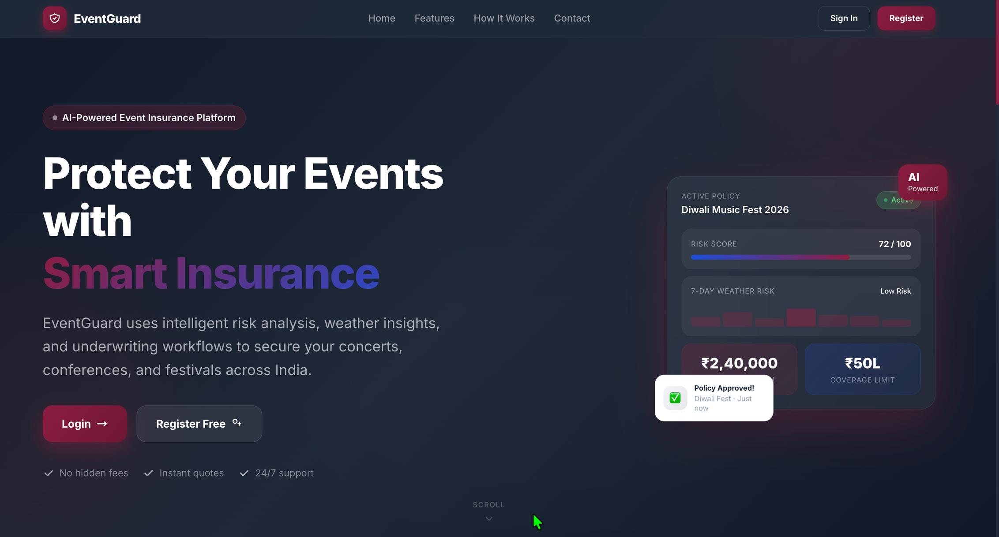 EventGuard
Home
Features
How It Works
Contact
Sign In
Register
AI-Powered Event Insurance Platform
Protect Your Events
with
Smart Insurance
EventGuard uses intelligent risk analysis, weather insights,
and underwriting workflows to secure your concerts,
conferences, and festivals across India.
Login
Register Free
No hidden fees
Instant quotes
24/7 support
SCROLL
AI
Powered
ACTIVE POLICY
Active
Diwali Music Fest 2026
RISK SCORE
72 / 100
7-DAY WEATHER RISK
Low Risk
₹2,40,000
₹50L
COVERAGE LIMIT
Policy Approved!
Diwali Fest · Just
now